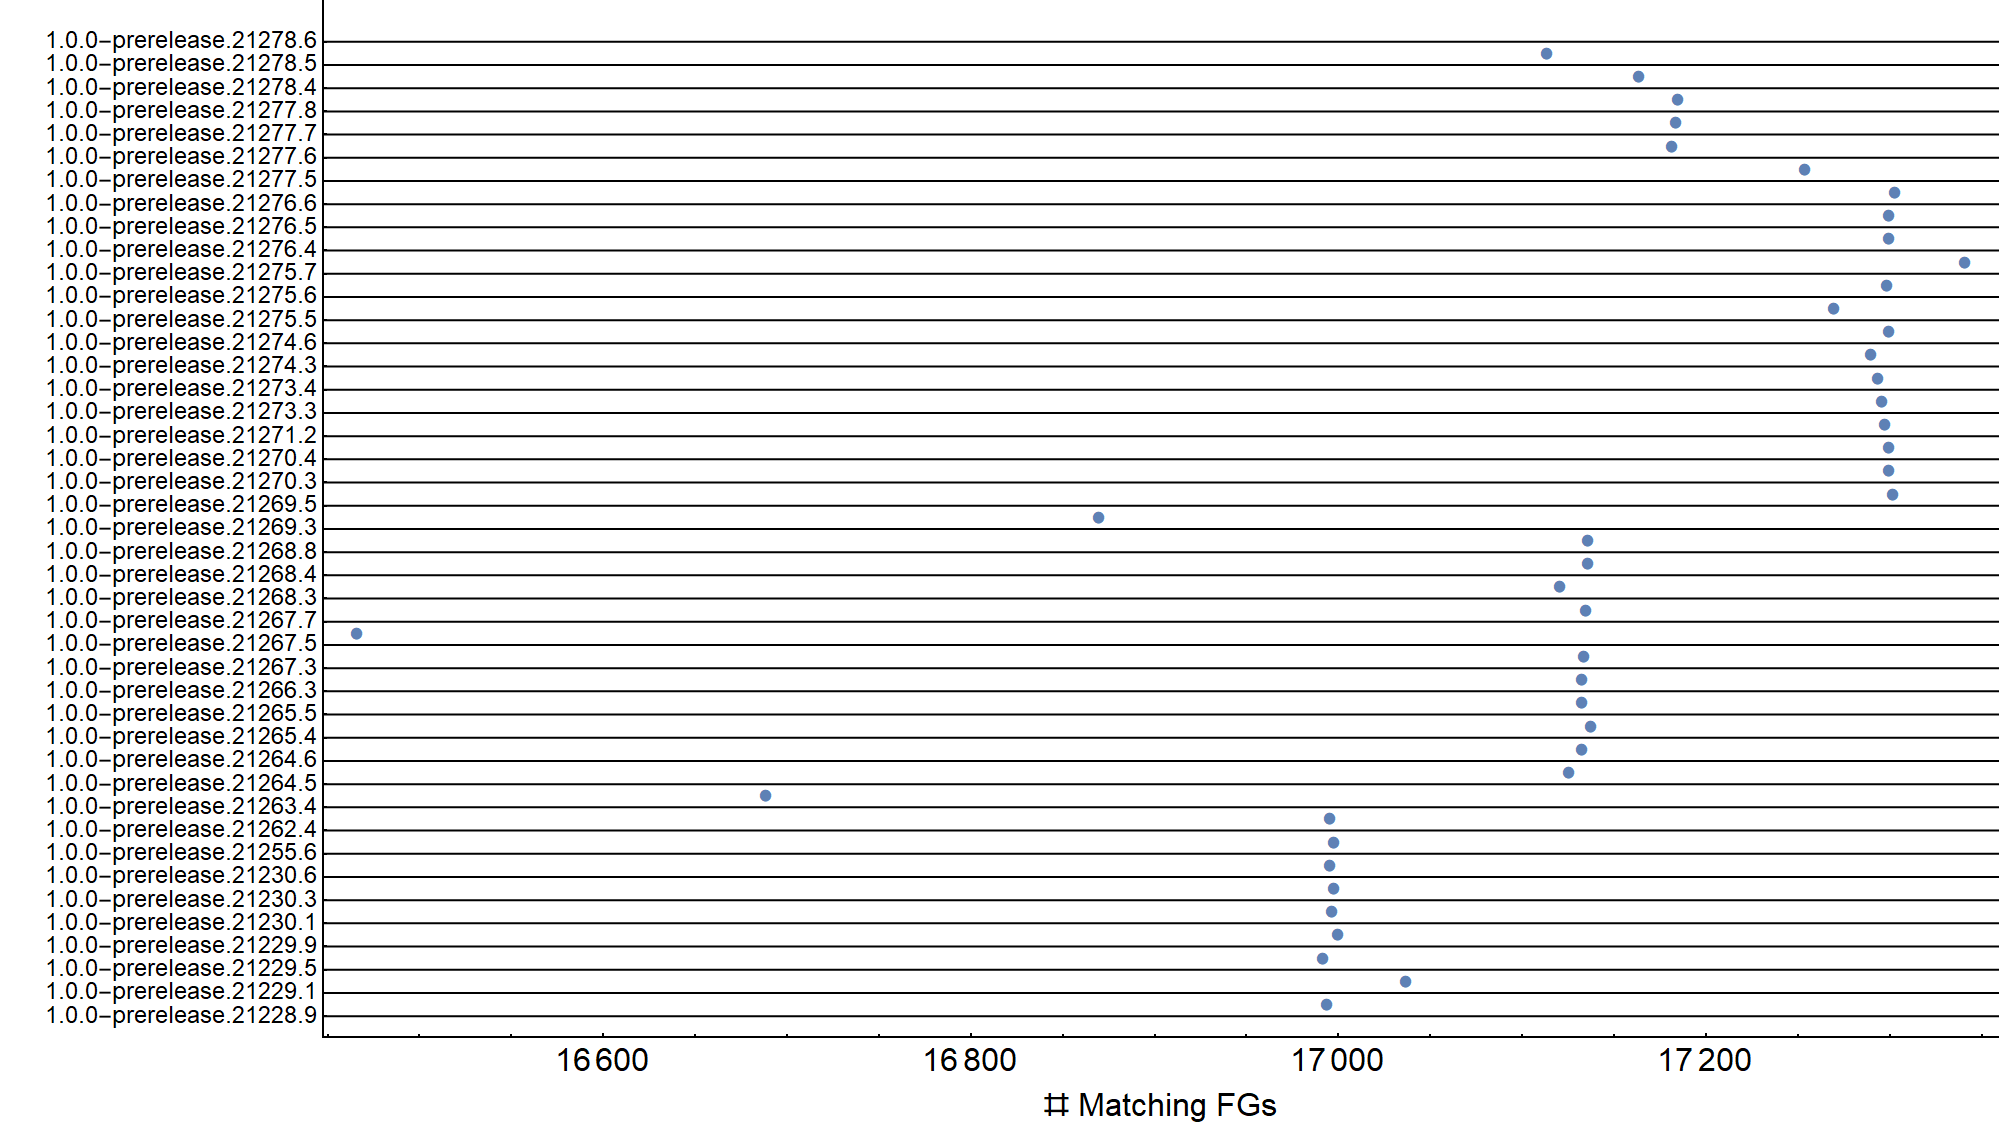 1.0.0−prerelease.21278.6
1.0.0−prerelease.21278.5
1.0.0−prerelease.21278.4
1.0.0−prerelease.21277.8
1.0.0−prerelease.21277.7
1.0.0−prerelease.21277.6
1.0.0−prerelease.21277.5
1.0.0−prerelease.21276.6
1.0.0−prerelease.21276.5
1.0.0−prerelease.21276.4
1.0.0−prerelease.21275.7
1.0.0−prerelease.21275.6
1.0.0−prerelease.21275.5
1.0.0−prerelease.21274.6
1.0.0−prerelease.21274.3
1.0.0−prerelease.21273.4
1.0.0−prerelease.21273.3
1.0.0−prerelease.21271.2
1.0.0−prerelease.21270.4
1.0.0−prerelease.21270.3
1.0.0−prerelease.21269.5
1.0.0−prerelease.21269.3
1.0.0−prerelease.21268.8
1.0.0−prerelease.21268.4
1.0.0−prerelease.21268.3
1.0.0−prerelease.21267.7
1.0.0−prerelease.21267.5
1.0.0−prerelease.21267.3
1.0.0−prerelease.21266.3
1.0.0−prerelease.21265.5
1.0.0−prerelease.21265.4
1.0.0−prerelease.21264.6
1.0.0−prerelease.21264.5
1.0.0−prerelease.21263.4
1.0.0−prerelease.21262.4
1.0.0−prerelease.21255.6
1.0.0−prerelease.21230.6
1.0.0−prerelease.21230.3
1.0.0−prerelease.21230.1
1.0.0−prerelease.21229.9
1.0.0−prerelease.21229.5
1.0.0−prerelease.21229.1
1.0.0−prerelease.21228.9
16 600 16 800 17 000 17 200
# Matching FGs